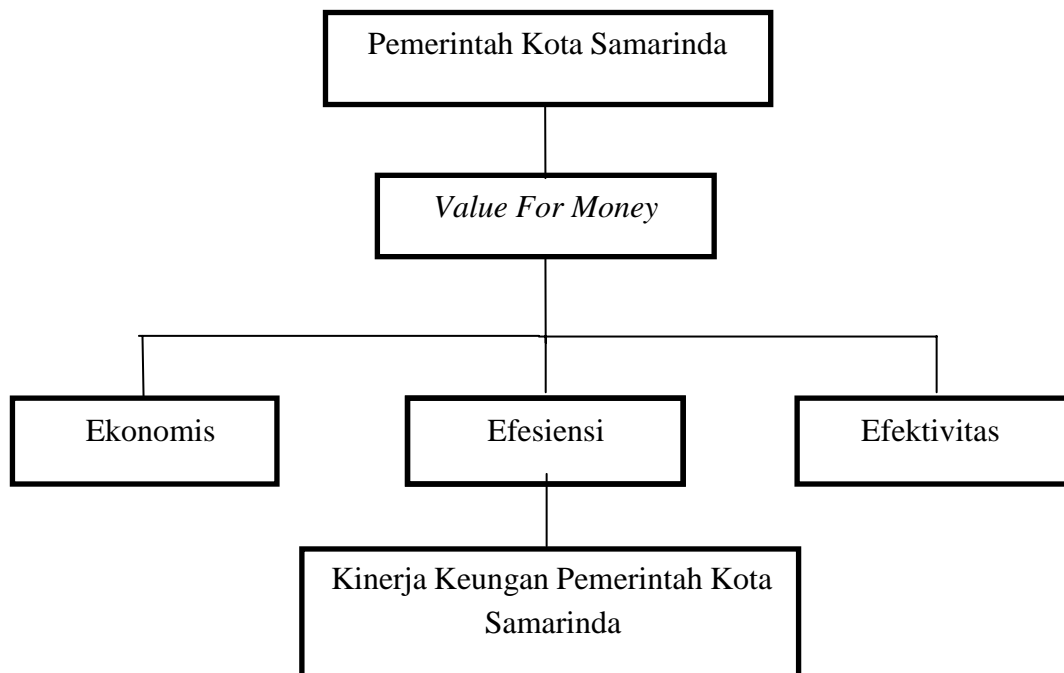 Pemerintah Kota Samarinda
Value For Money
Ekonomis
Efesiensi
Efektivitas
Kinerja Keungan Pemerintah Kota
Samarinda